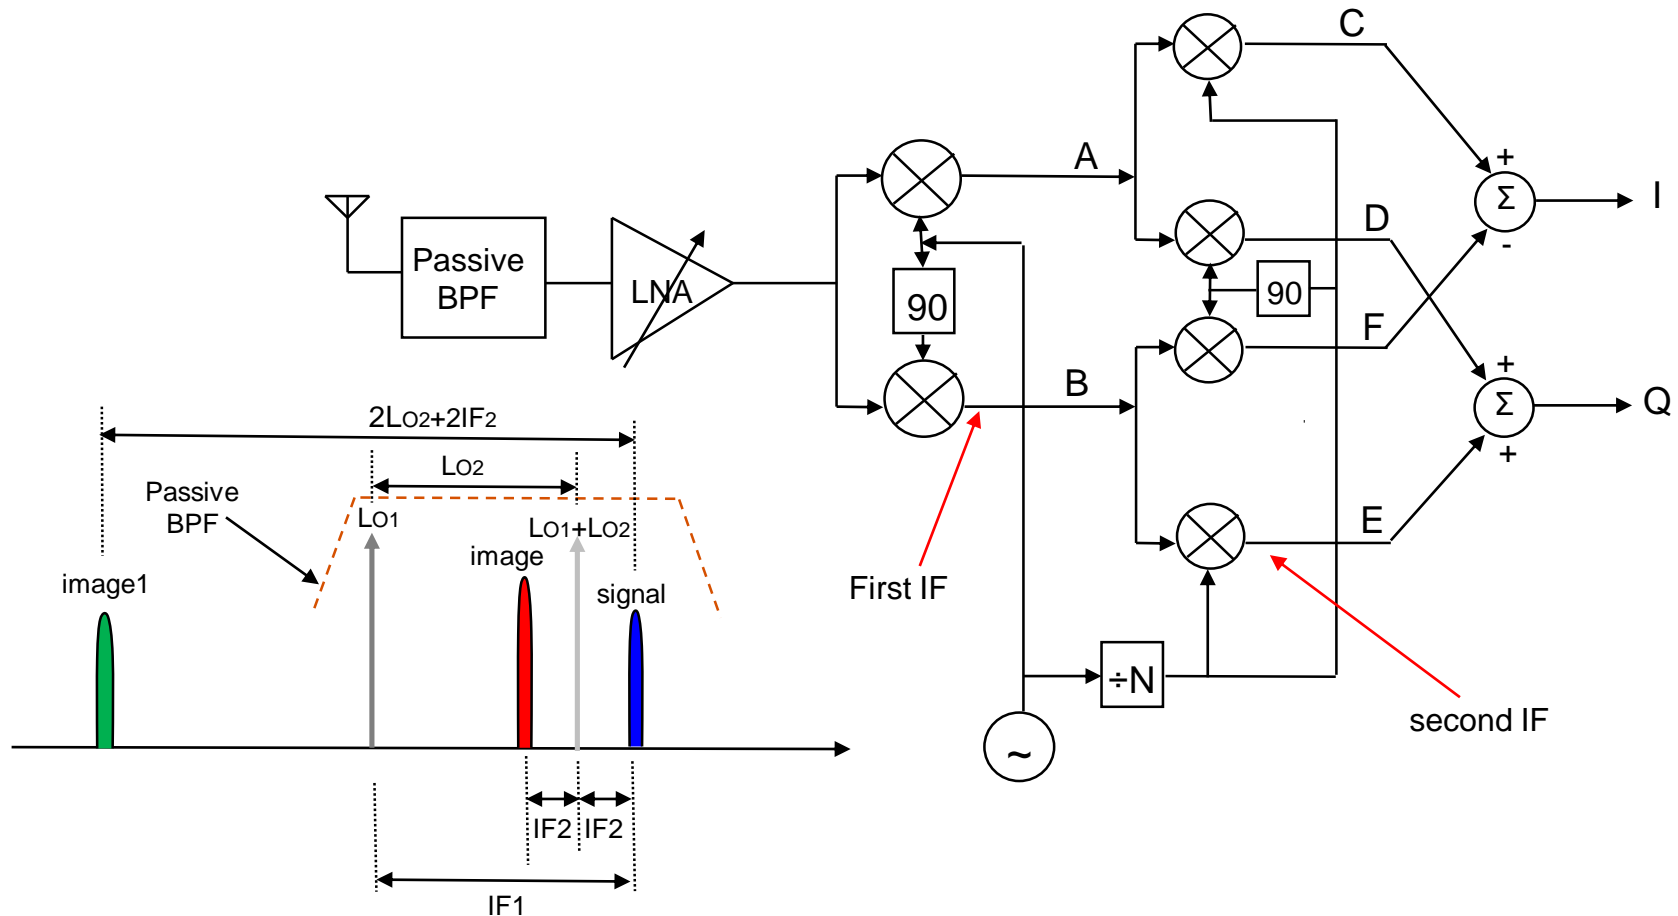 C
A
+
Σ
I
-
D
Passive
BPF
LNA
90
90
F
B
+
Σ
Q
+
2LO2+2IF2
LO2
Passive
BPF
LO1
LO1+LO2
image
E
image1
signal
First IF
÷N
second IF
~
IF2
IF2
IF1